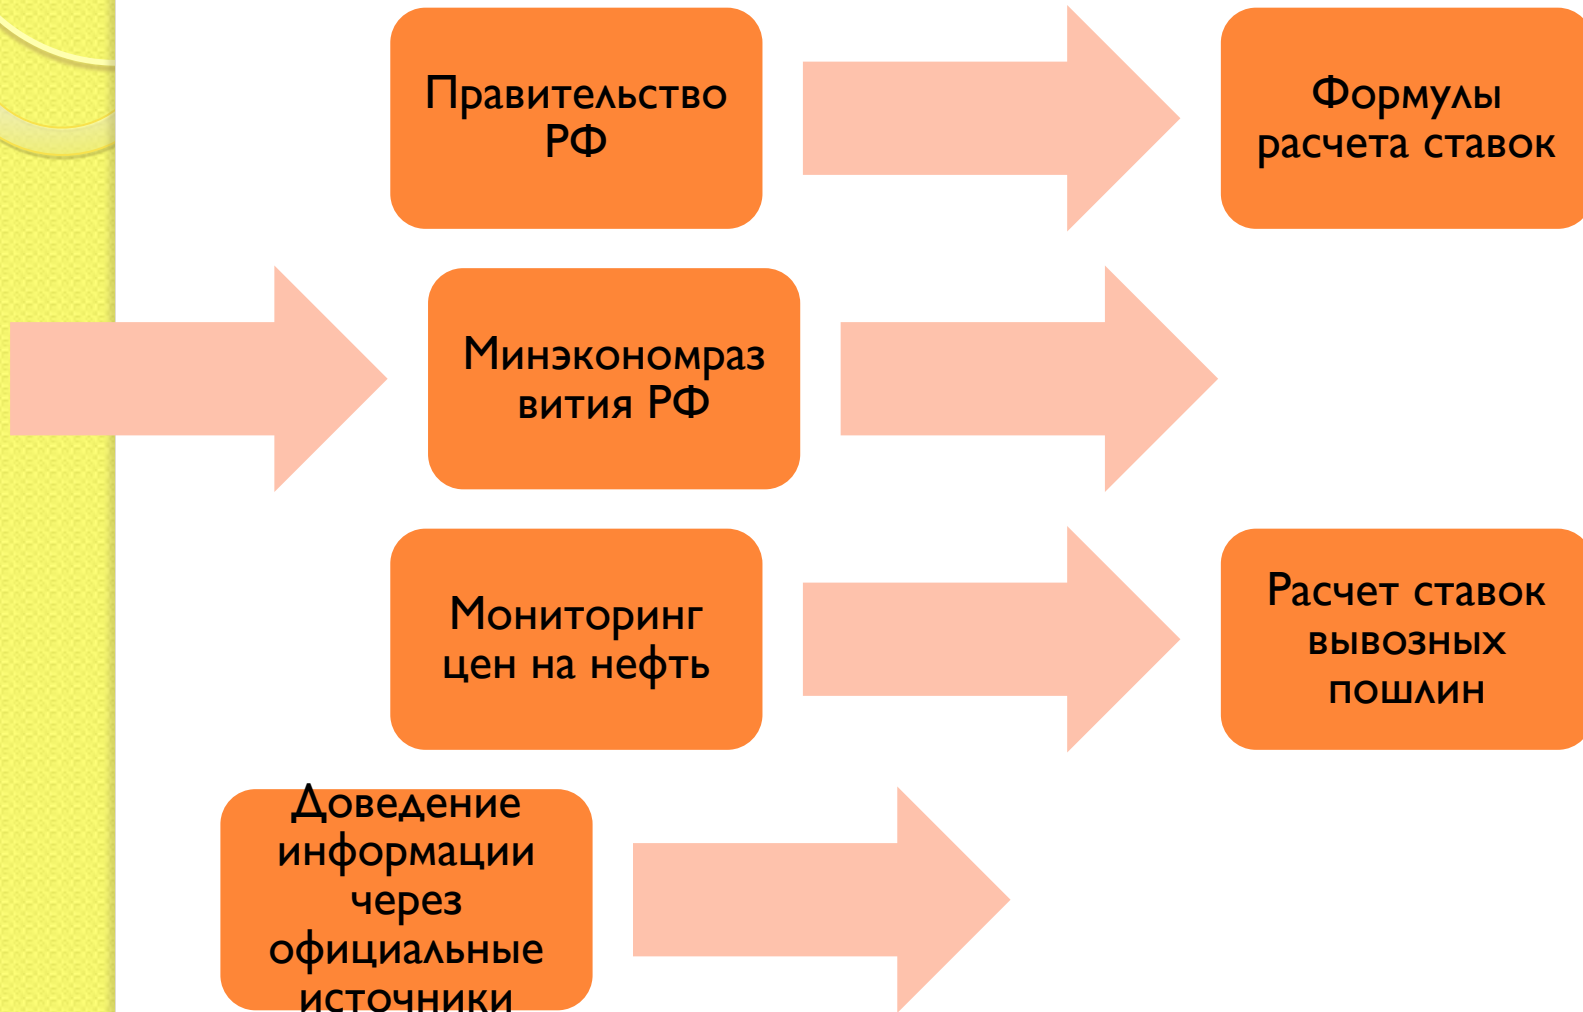 Правительство
РФ
Формулы
расчета ставок
Минэкономраз
вития РФ
Мониторинг
цен на нефть
Расчет ставок
вывозных
пошлин
Доведение
информации
через
официальные
источники